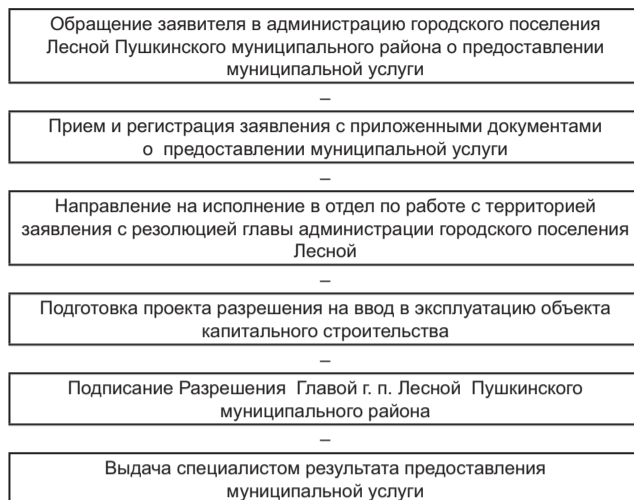 Обращение заявителя в администрацию городского поселения
Лесной Пушкинского муниципального района о предоставлении
муниципальной услуги
–
Прием и регистрация заявления с приложенными документами
о предоставлении муниципальной услуги
–
Направление на исполнение в отдел по работе с территорией
заявления с резолюцией главы администрации городского поселения
Лесной
–
Подготовка проекта разрешения на ввод в эксплуатацию объекта
капитального строительства
–
Подписание Разрешения Главой г. п. Лесной Пушкинского
муниципального района
–
Выдача специалистом результата предоставления
муниципальной услуги